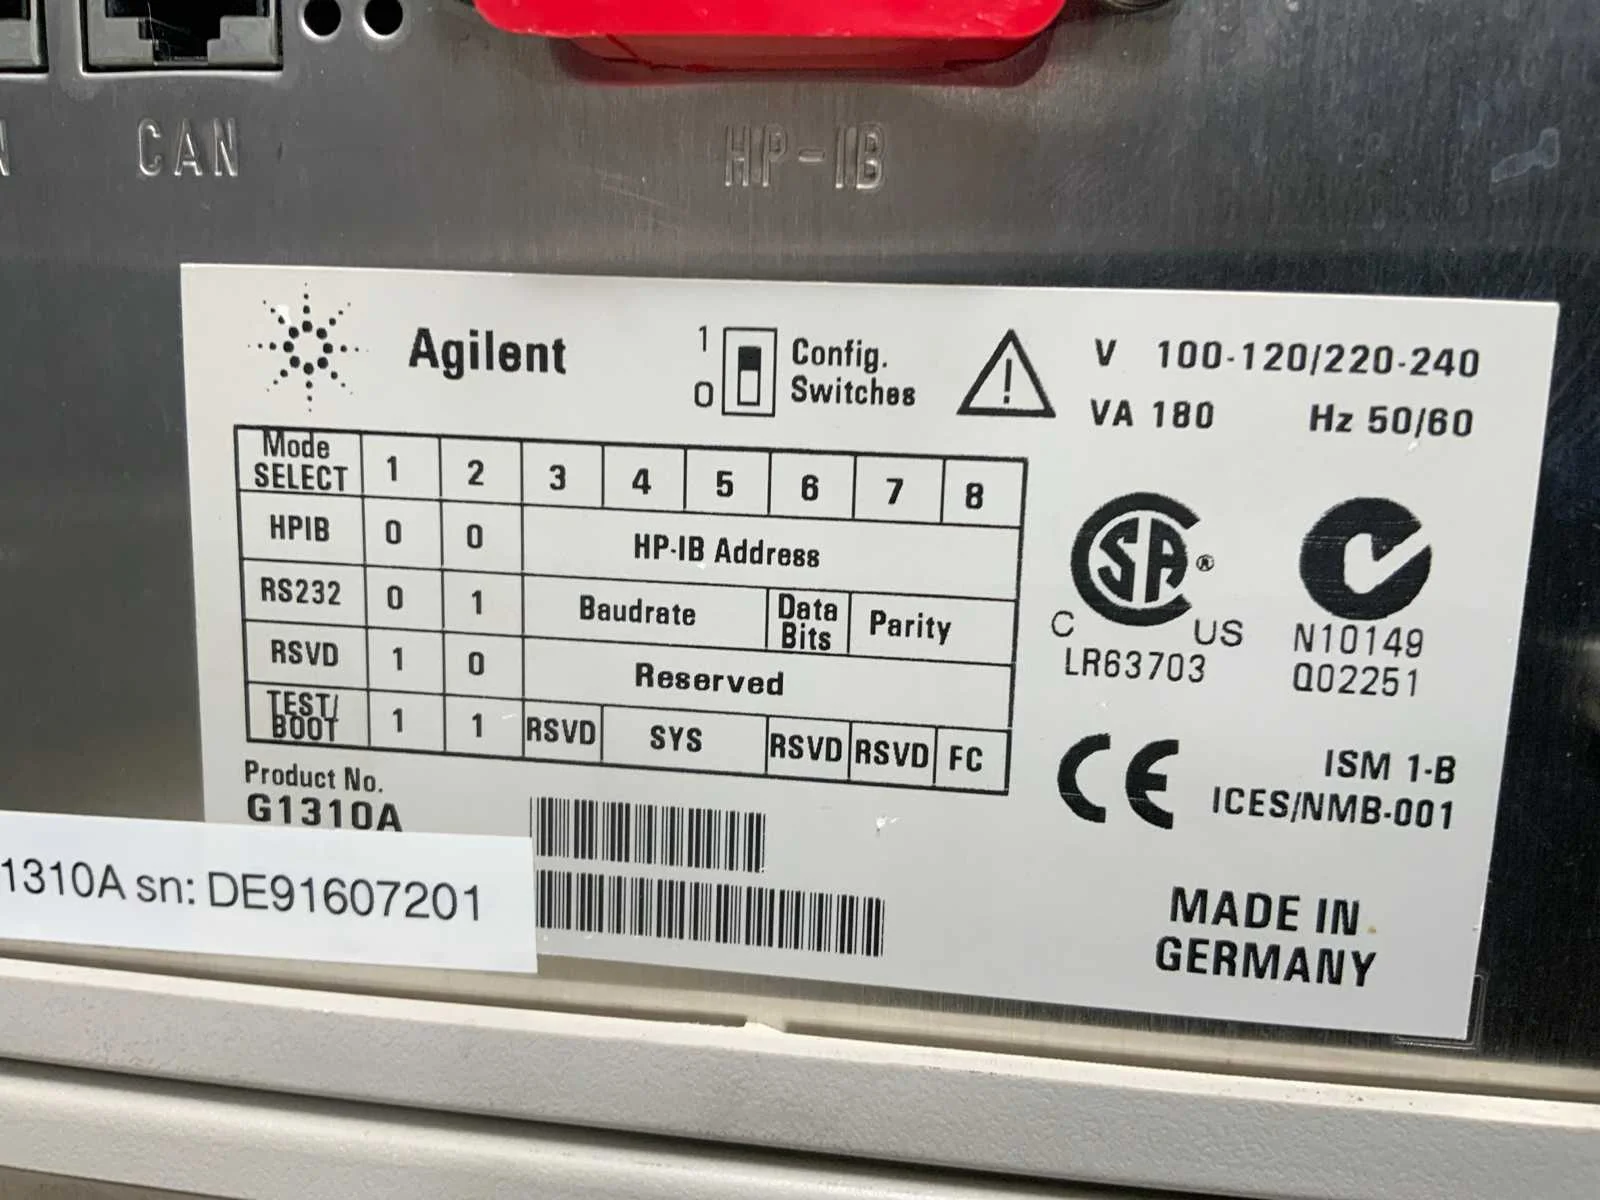 CAN
HP-IB
Agilent
1
0
Config.
Switches
V 100-120/220-240
VA 180 Hz 50/60
Mode
SELECT 1 2 3 4 5 6 7 8
HPIB 0 0 HP-IB Address
RS232 0 1 Baudrate Data Bits Parity
RSVD 1 0 Reserved
TEST/
BOOT 1 1 RSVD SYS RSVD RSVD FC
CSA®
C US
LR63703
N10149
Q02251
CE
ISM 1-B
ICES/NMB-001
Product No.
G1310A
1310A sn: DE91607201
MADE IN
GERMANY